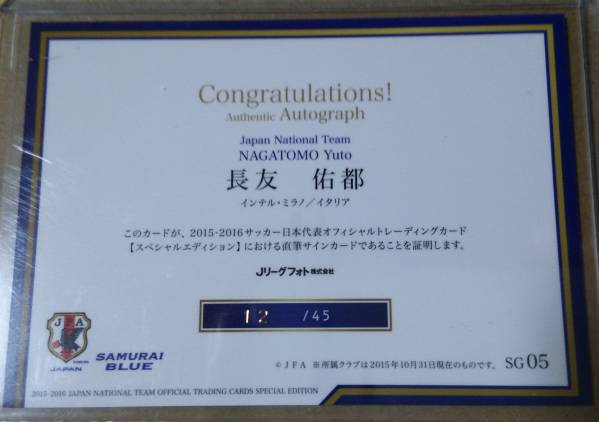 Congratulations!
Authentic Autograph
Japan National Team
NAGATOMO Yuto
長友 佑都
インテル・ミラノ/イタリア
このカードが、2015-2016サッカー日本代表オフィシャルトレーディングカード
【スペシャルエディション】における直筆サインカードであることを証明します。
Jリーグフォト株式会社
12 /45
JFA
JAPAN
SAMURAI
BLUE
©JFA ※所属クラブは2015年10月31日現在のものです。 SG05
2015-2016 JAPAN NATIONAL TEAM OFFICIAL TRADING CARDS SPECIAL EDITION